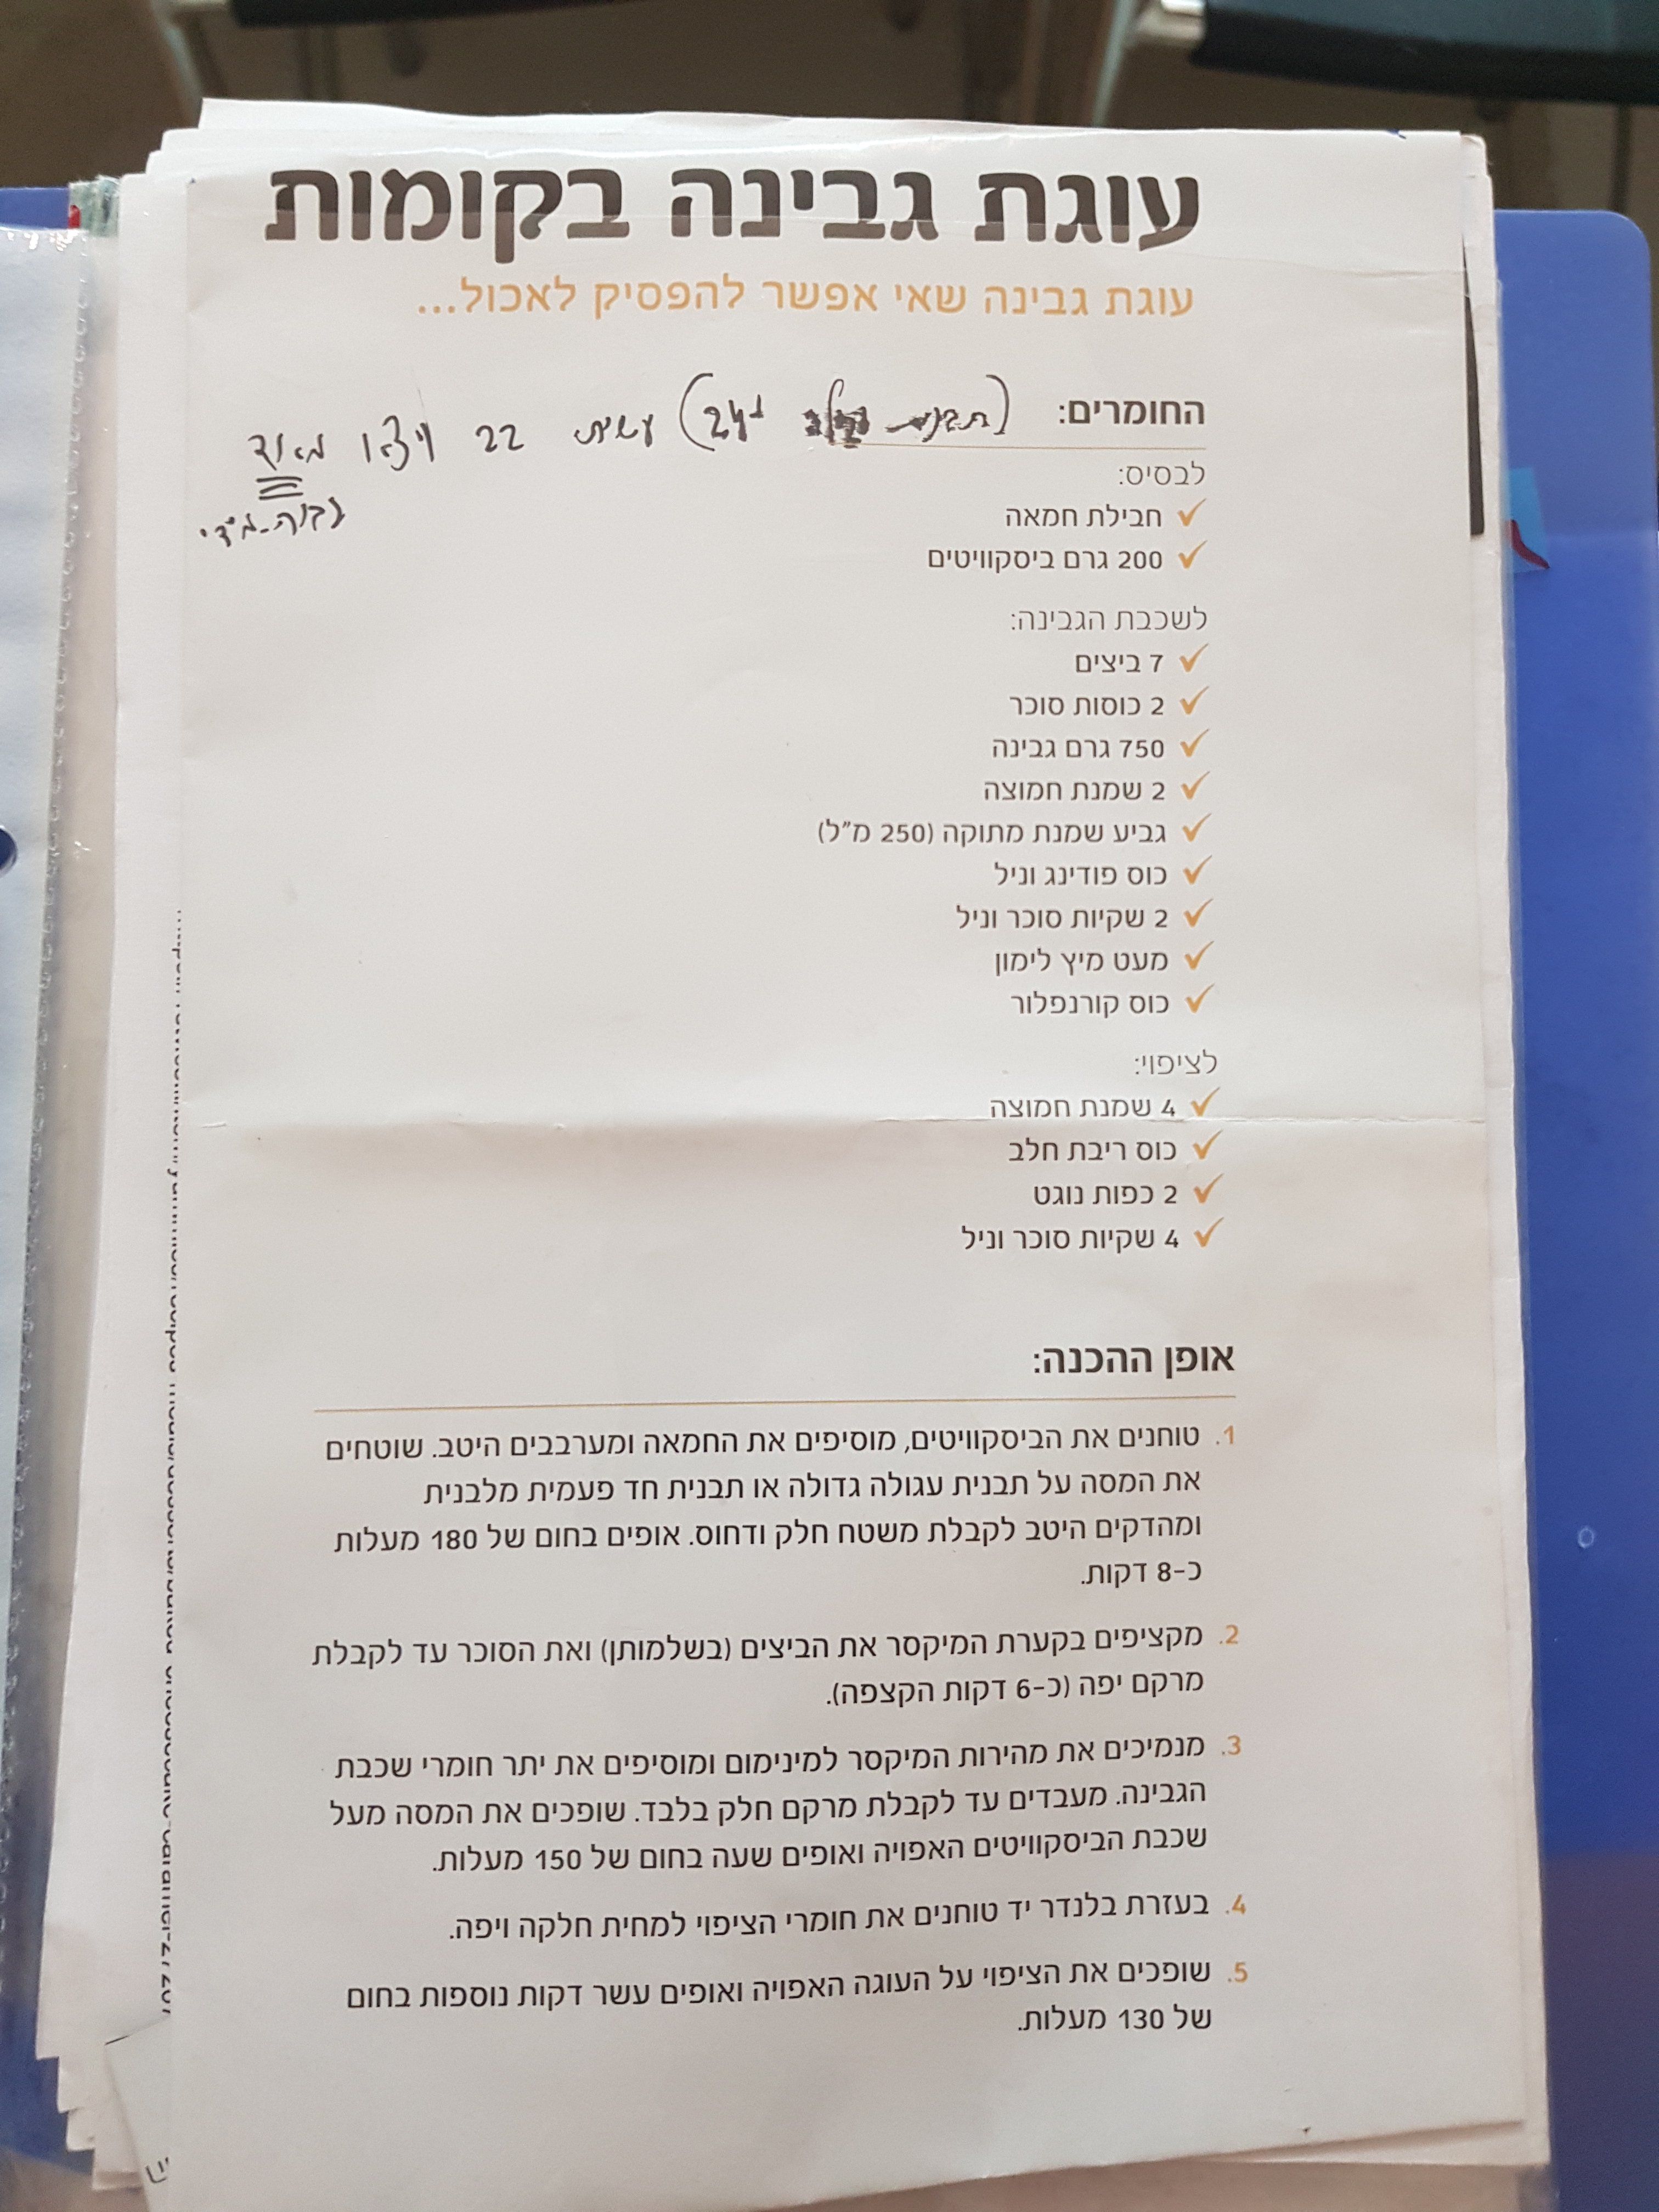 עוגת גבינה בקומות
עוגת גבינה שאי אפשר להפסיק לאכול...
החומרים:
(תבנית 24) עשיתי 22 ויצא מאוד
גבוה-מידי
לבסיס:
✓ חבילת חמאה
✓ 200 גרם ביסקוויטים
לשכבת הגבינה:
✓ 7 ביצים
✓ 2 כוסות סוכר
✓ 750 גרם גבינה
✓ 2 שמנת חמוצה
✓ גביע שמנת מתוקה (250 מ"ל)
✓ כוס פודינג וניל
✓ 2 שקיות סוכר וניל
✓ מעט מיץ לימון
✓ כוס קורנפלור
לציפוי:
✓ 4 שמנת חמוצה
✓ כוס ריבת חלב
✓ 2 כפות נוגט
✓ 4 שקיות סוכר וניל
אופן ההכנה:
1. טוחנים את הביסקוויטים, מוסיפים את החמאה ומערבבים היטב. שוטחים
את המסה על תבנית עגולה גדולה או תבנית חד פעמית מלבנית
ומהדקים היטב לקבלת משטח חלק ודחוס. אופים בחום של 180 מעלות
כ-8 דקות.
2. מקציפים בקערת המיקסר את הביצים (בשלמותן) ואת הסוכר עד לקבלת
מרקם יפה (כ-6 דקות הקצפה).
3. מנמיכים את מהירות המיקסר למינימום ומוסיפים את יתר חומרי שכבת
הגבינה. מעבדים עד לקבלת מרקם חלק בלבד. שופכים את המסה מעל
שכבת הביסקוויטים האפויה ואופים שעה בחום של 150 מעלות.
4. בעזרת בלנדר יד טוחנים את חומרי הציפוי למחית חלקה ויפה.
5. שופכים את הציפוי על העוגה האפויה ואופים עשר דקות נוספות בחום
של 130 מעלות.